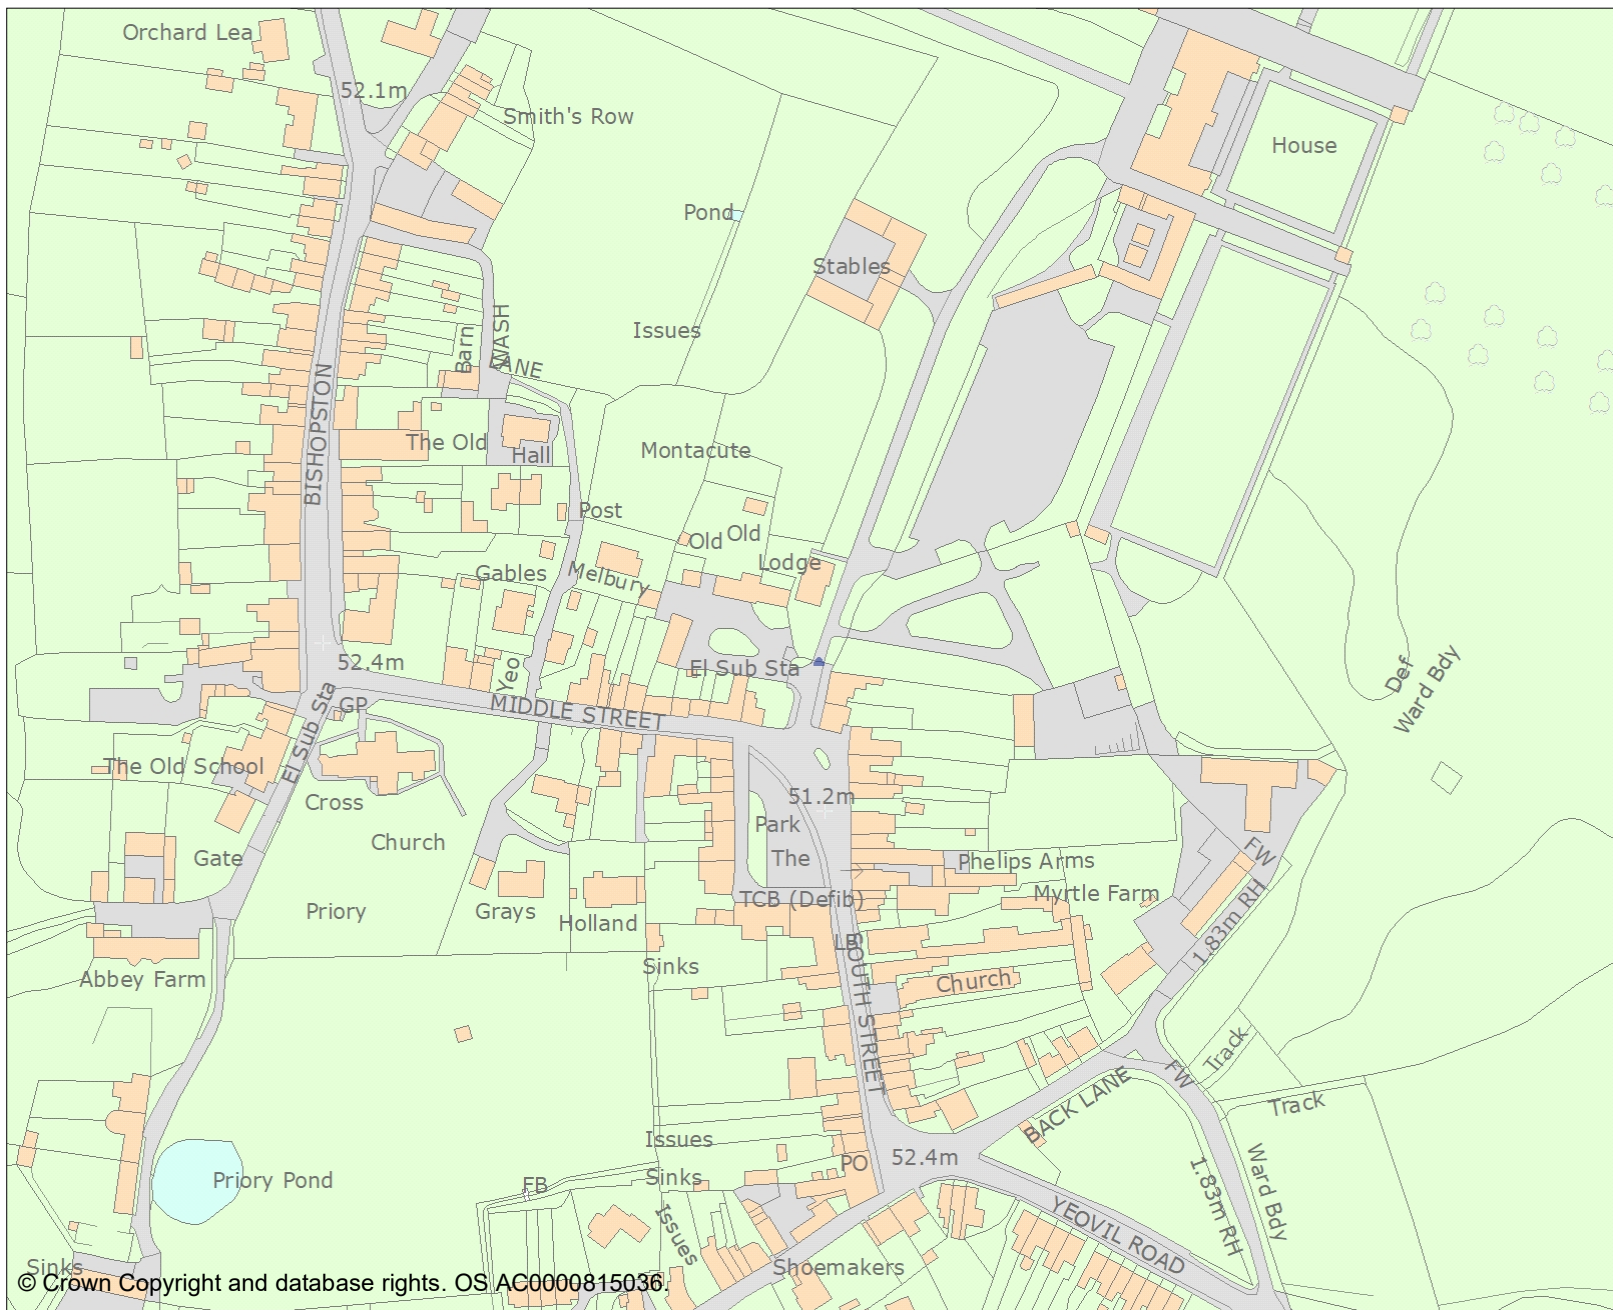 Orchard Lea
52.1m
Smith's Row
House
Pond
Stables
Issues
Barn
WASH
LANE
BISHOPSTON
The Old
Hall
Montacute
Post
Old
Old
Lodge
Gables
Melbury
52.4m
Yeo
El Sub Sta
Def
Ward Bdy
GP
MIDDLE STREET
El Sub Sta
The Old School
Cross
51.2m
Park
Church
The
Gate
Phelips Arms
FW
Myrtle Farm
TCB (Defib)
Priory
Grays
Holland
1.83m RH
LB
SOUTH STREET
Sinks
Abbey Farm
Church
Track
FW
BACK LANE
Track
Issues
PO
52.4m
Sinks
Priory Pond
FB
1.83m RH
Ward Bdy
YEOVIL ROAD
Issues
Shoemakers
Sinks
© Crown Copyright and database rights. OS AC0000815036.